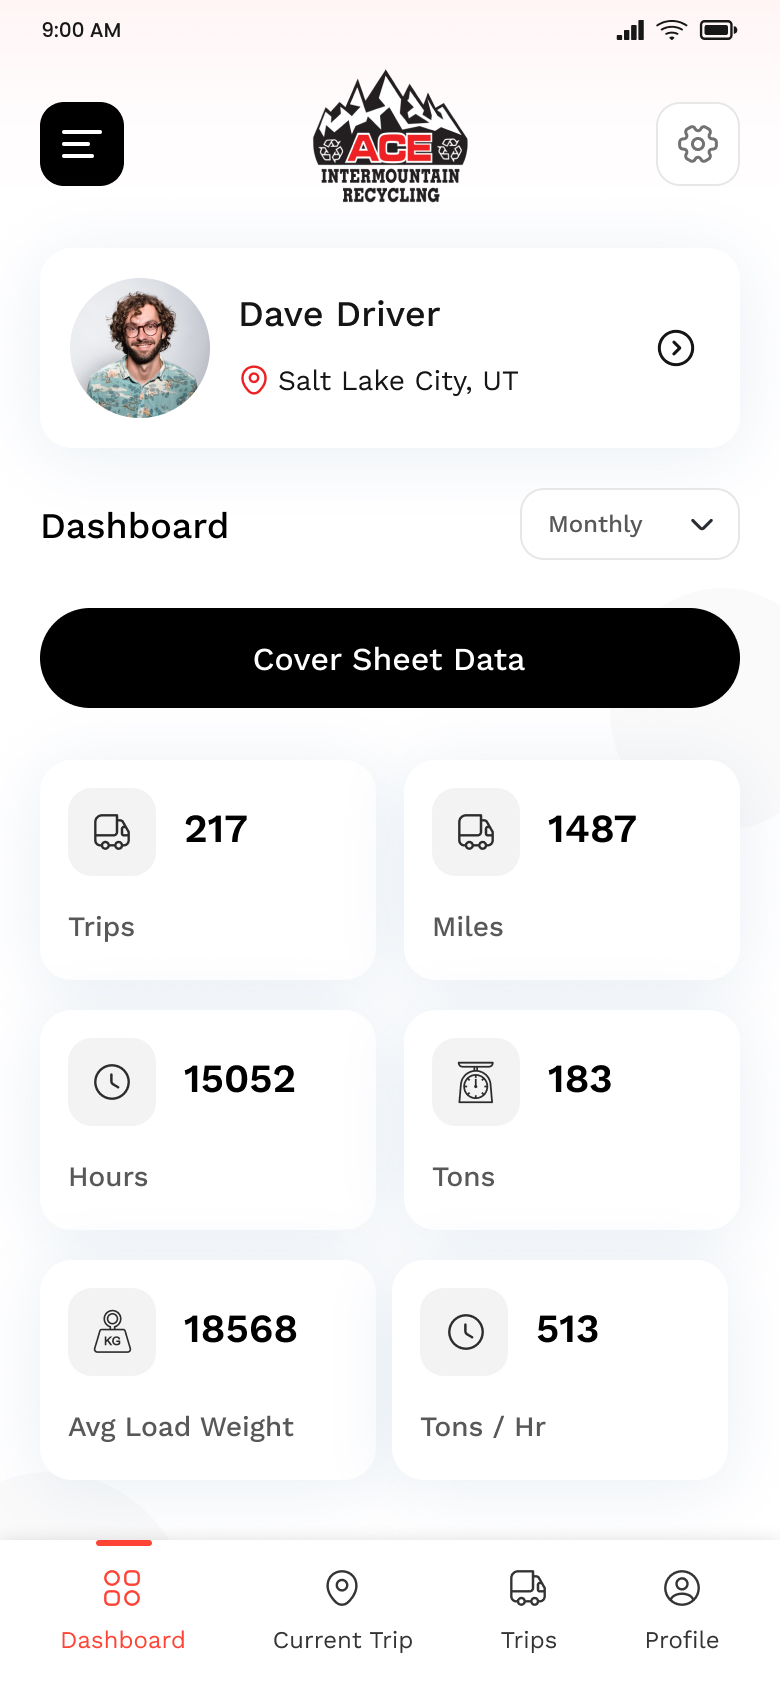 9:00 AM
ACE
INTERMOUNTAIN
RECYCLING
Dave Driver
Salt Lake City, UT
Dashboard
Monthly
Cover Sheet Data
217
Trips
1487
Miles
15052
Hours
183
Tons
KG
18568
Avg Load Weight
513
Tons / Hr
Dashboard
Current Trip
Trips
Profile